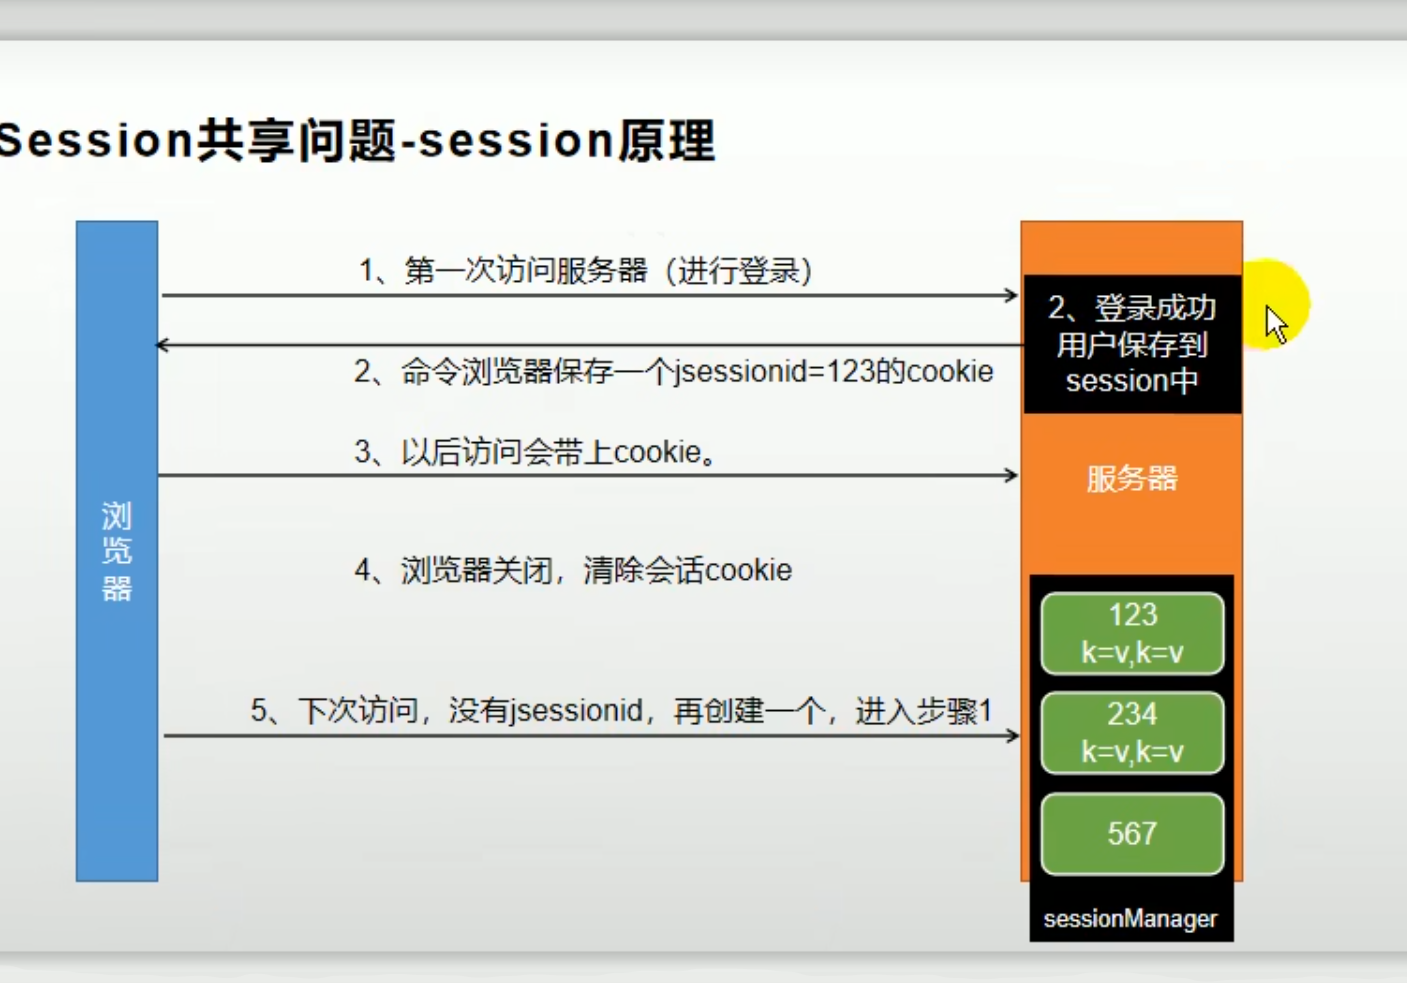 Session共享问题-session原理
1、第一次访问服务器（进行登录）
2、登录成功
用户保存到
session中
2、命令浏览器保存一个jsessionid=123的cookie
3、以后访问会带上cookie。
服务器
浏
览
器
4、浏览器关闭，清除会话cookie
123
k=v,k=v
5、下次访问，没有jsessionid，再创建一个，进入步骤1
234
k=v,k=v
567
sessionManager